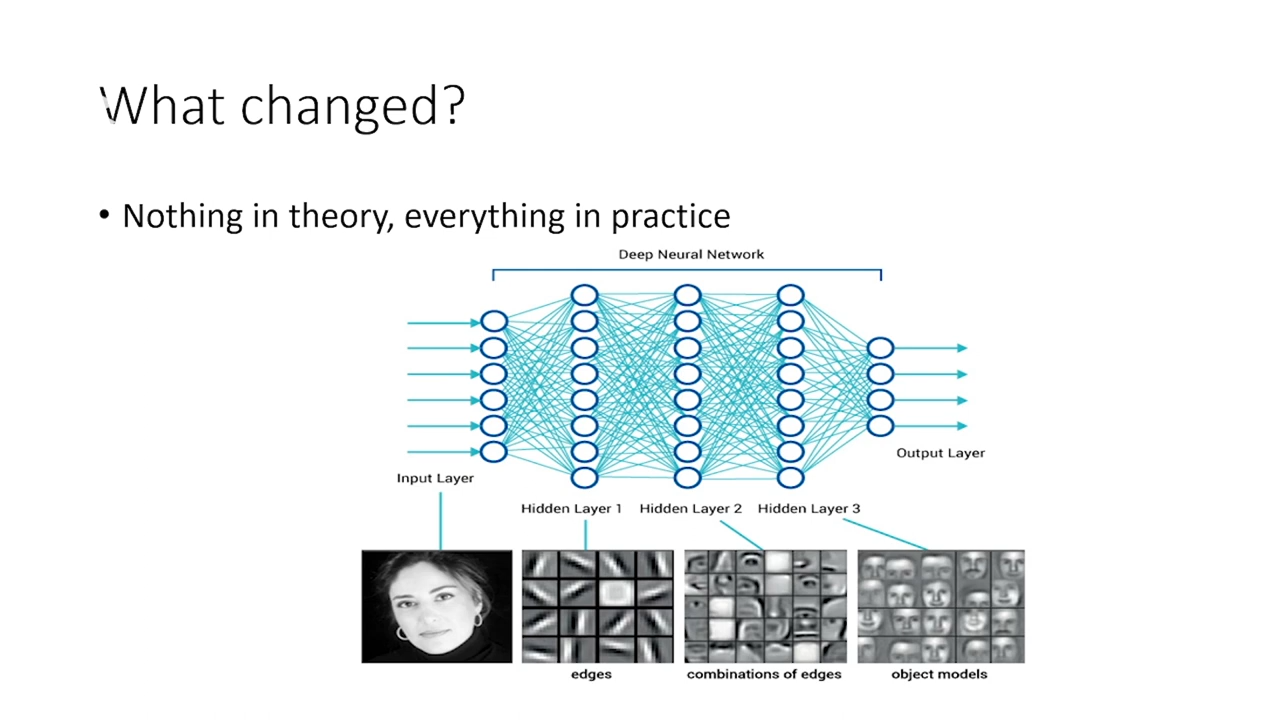 What changed?
• Nothing in theory, everything in practice
Deep Neural Network
Input Layer
Output Layer
Hidden Layer 1
Hidden Layer 2
Hidden Layer 3
edges
combinations of edges
object models